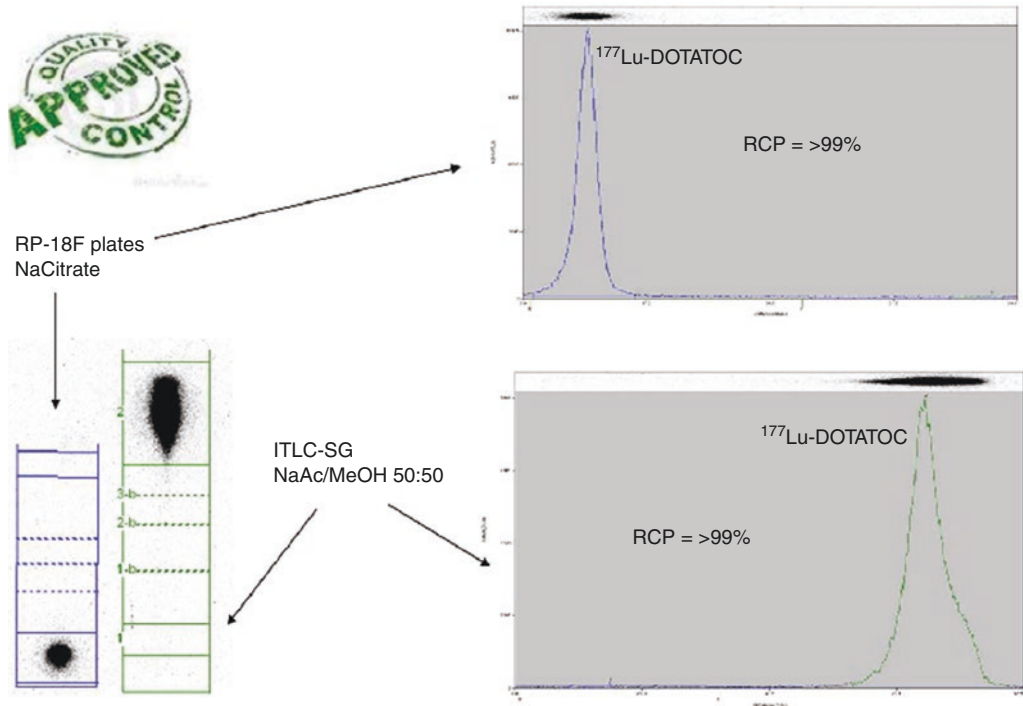 QUALITY
APPROVED
CONTROL
¹⁷⁷Lu-DOTATOC
RCP = >99%
RP-18F plates
NaCitrate
2
3-b
2-b
1-b
1
ITLC-SG
NaAc/MeOH 50:50
¹⁷⁷Lu-DOTATOC
RCP = >99%